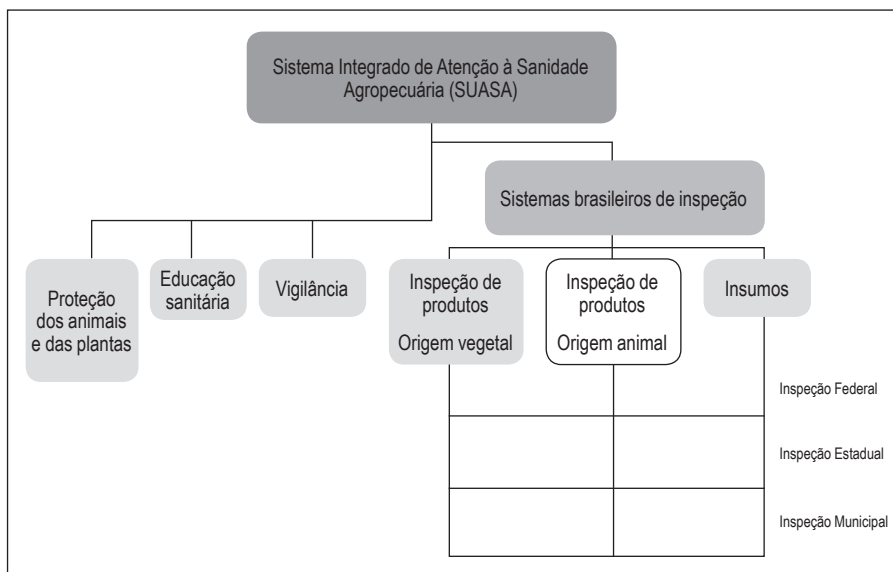 Sistema Integrado de Atenção à Sanidade
Agropecuária (SUASA)
Sistemas brasileiros de inspeção
Proteção
dos animais
e das plantas
Educação
sanitária
Vigilância
Inspeção de
produtos
Origem vegetal
Inspeção de
produtos
Origem animal
Insumos
Inspeção Federal
Inspeção Estadual
Inspeção Municipal